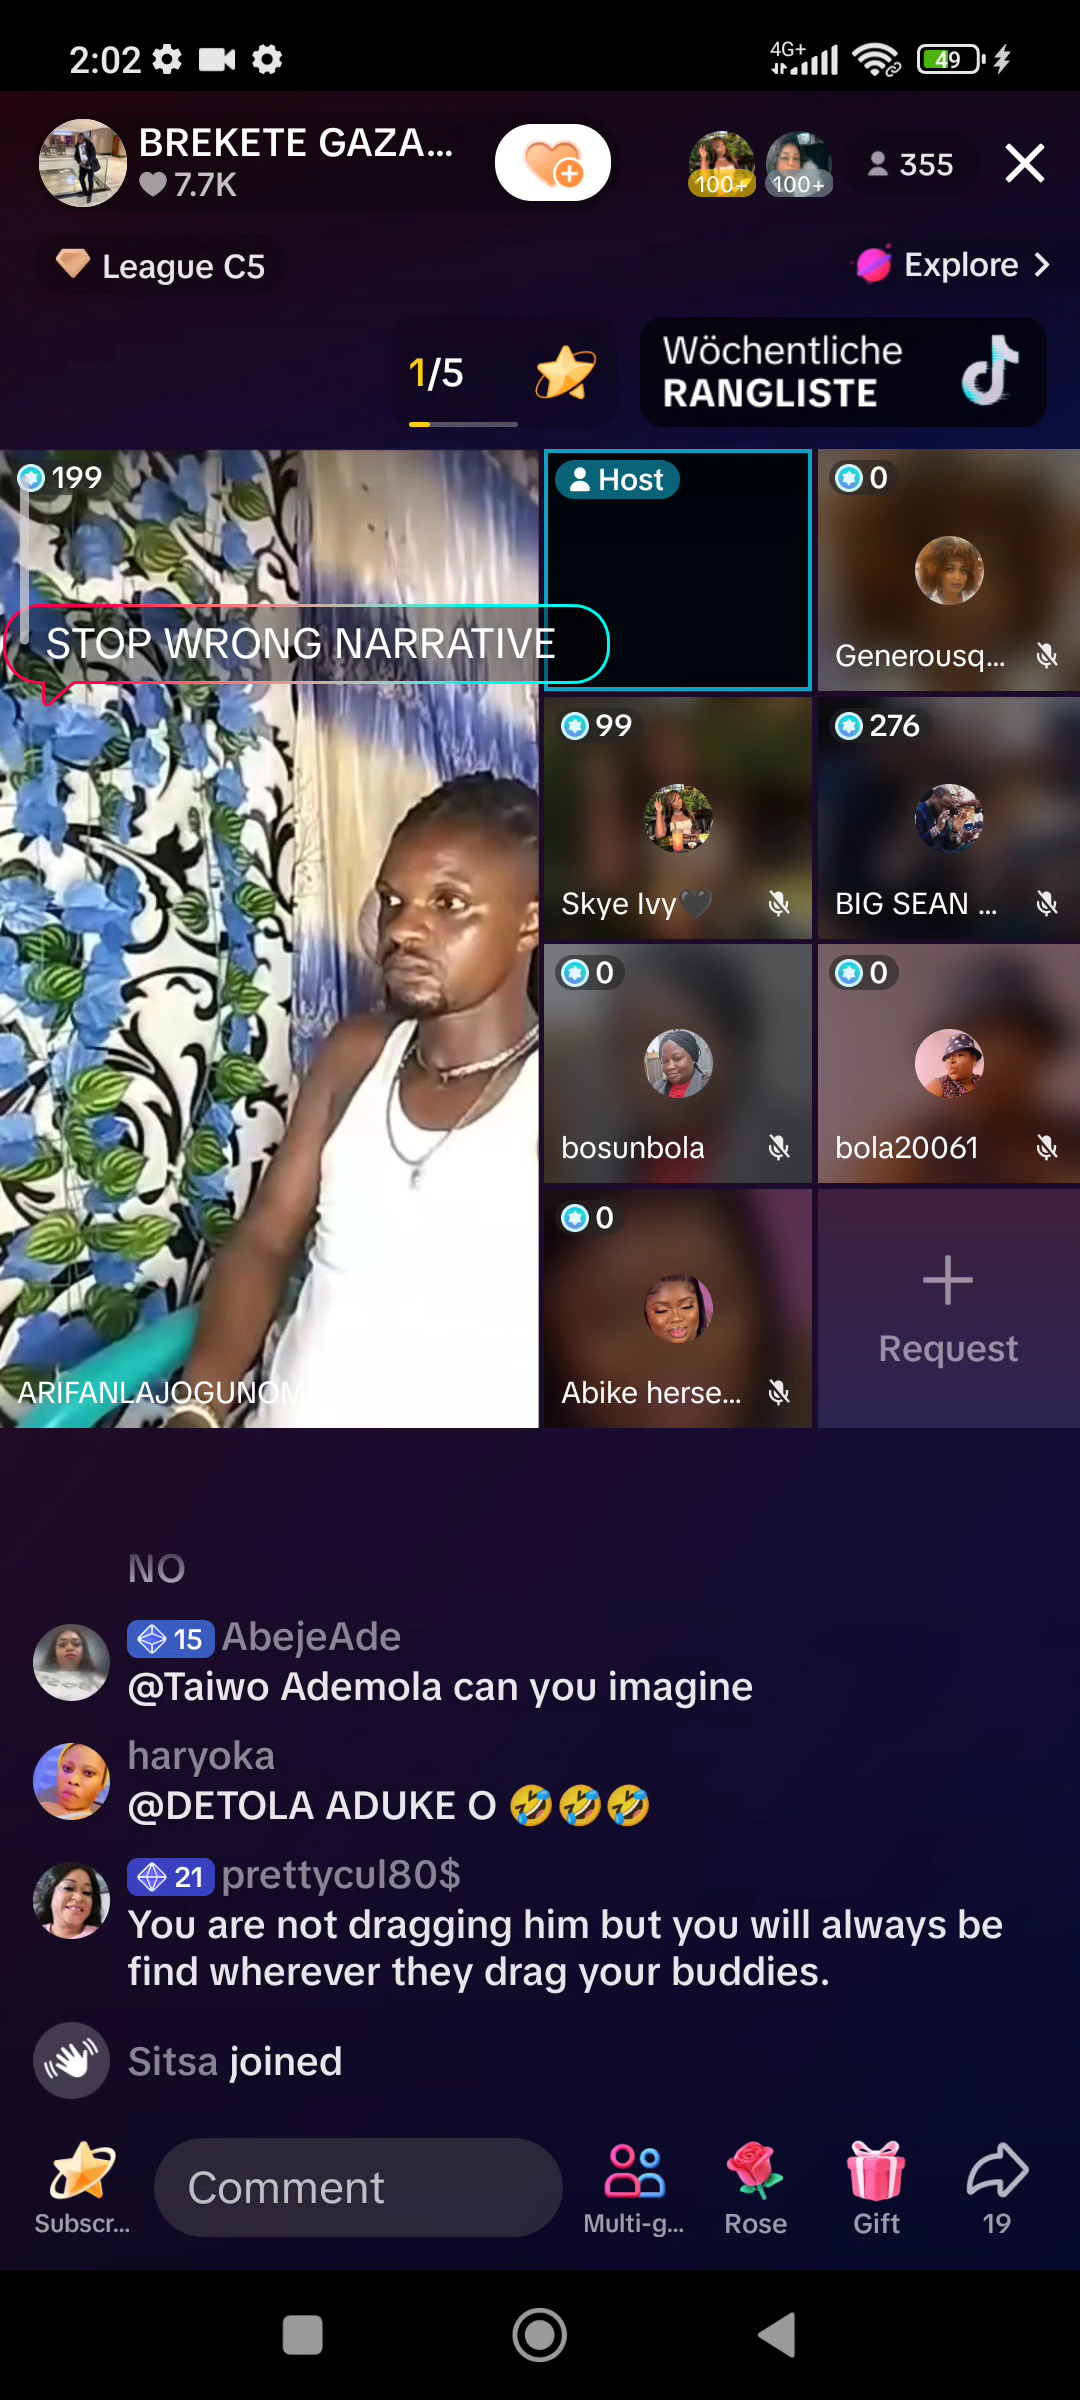 2:02
4G+
49
BREKETE GAZA...
7.7K
100+
100+
355
League C5
Explore
1/5
Wöchentliche
RANGLISTE
199
Host
0
Generousq...
STOP WRONG NARRATIVE
99
Skye Ivy🖤
276
BIG SEAN ...
0
bosunbola
0
bola20061
ARIFANLAJOGUNOM
0
Abike herse...
Request
NO
15 AbejeAde
@Taiwo Ademola can you imagine
haryoka
@DETOLA ADUKE O 🤣🤣🤣
21 prettycul80$
You are not dragging him but you will always be
find wherever they drag your buddies.
Sitsa joined
Subscr...
Comment
Multi-g...
Rose
Gift
19